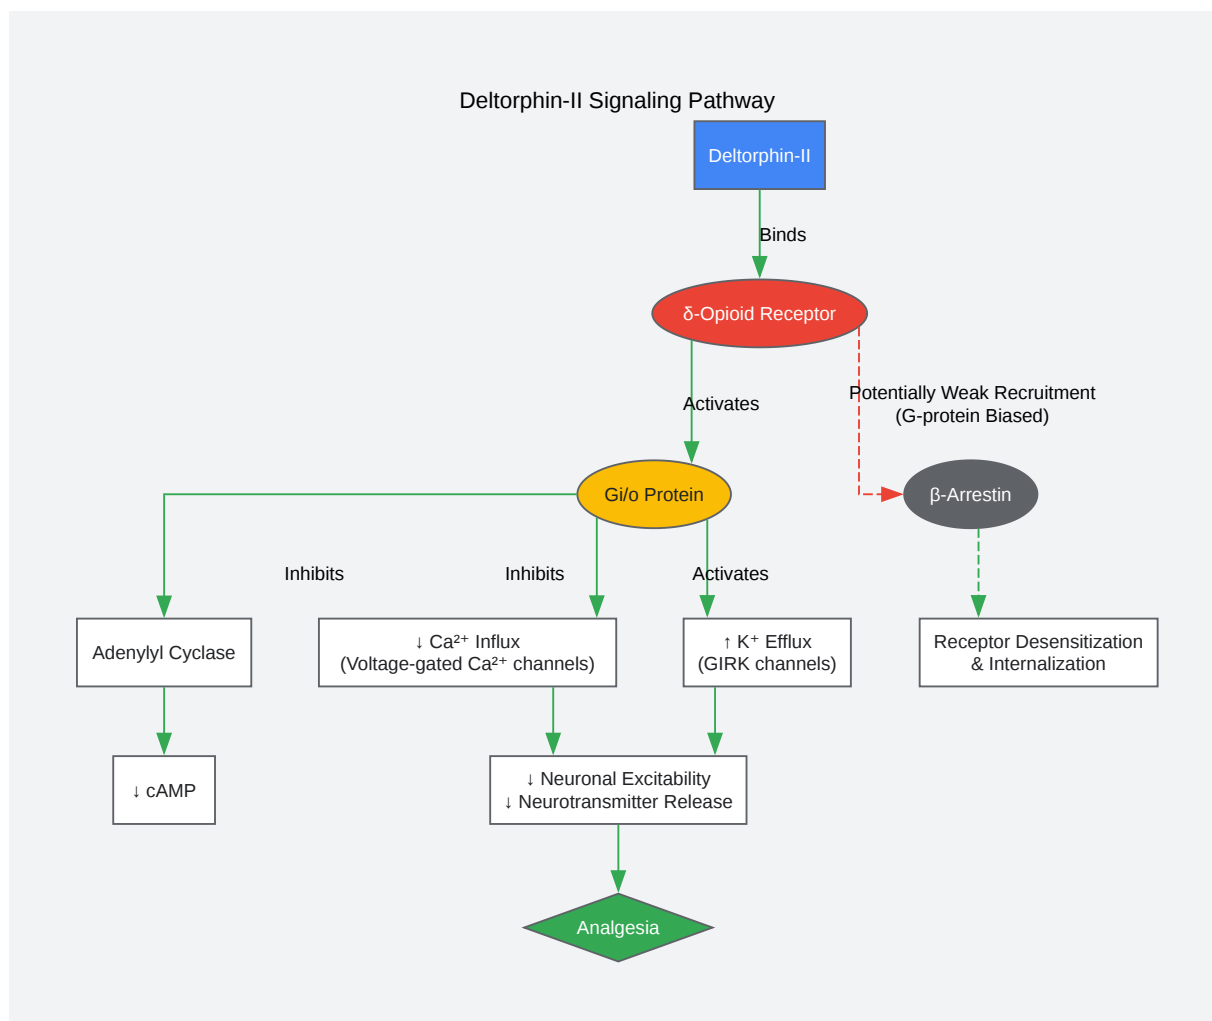 Deltorphin-II Signaling Pathway
Deltorphin-II
Binds
δ-Opioid Receptor
Activates
Potentially Weak Recruitment
(G-protein Biased)
Gi/o Protein
β-Arrestin
Inhibits
Inhibits
Activates
Adenylyl Cyclase
↓ Ca²⁺ Influx
(Voltage-gated Ca²⁺ channels)
↑ K⁺ Efflux
(GIRK channels)
Receptor Desensitization
& Internalization
↓ cAMP
↓ Neuronal Excitability
↓ Neurotransmitter Release
Analgesia